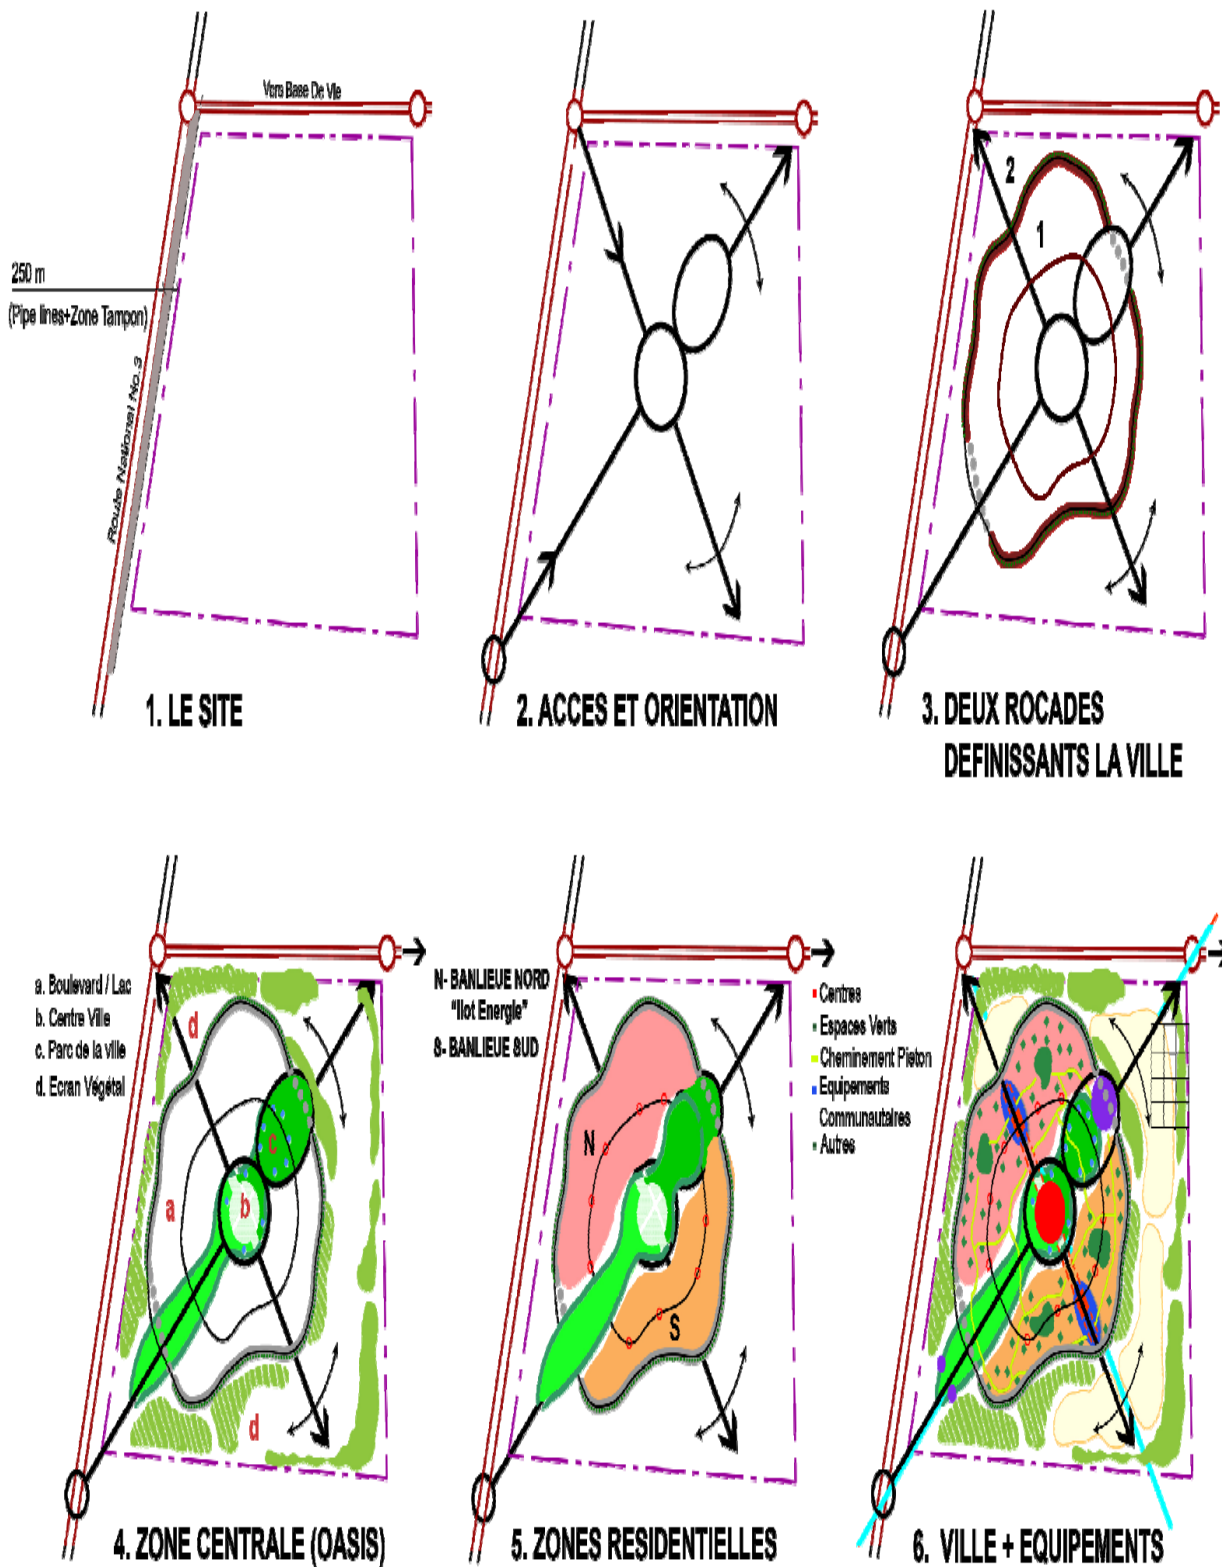 Vers Base De Vie
250 m
(Pipe lines+Zone Tampon)
Route National No.3
1. LE SITE
2. ACCES ET ORIENTATION
2
1
3. DEUX ROCADES
DEFINISSANTS LA VILLE
a. Boulevard / Lac
b. Centre Ville
c. Parc de la ville
d. Ecran Végétal
d
c
a
b
d
4. ZONE CENTRALE (OASIS)
N- BANLIEUE NORD
"Ilot Energie"
S- BANLIEUE SUD
N
S
5. ZONES RESIDENTIELLES
Centres
Espaces Verts
Cheminement Pieton
Equipements
Communautaires
Autres
6. VILLE + EQUIPEMENTS